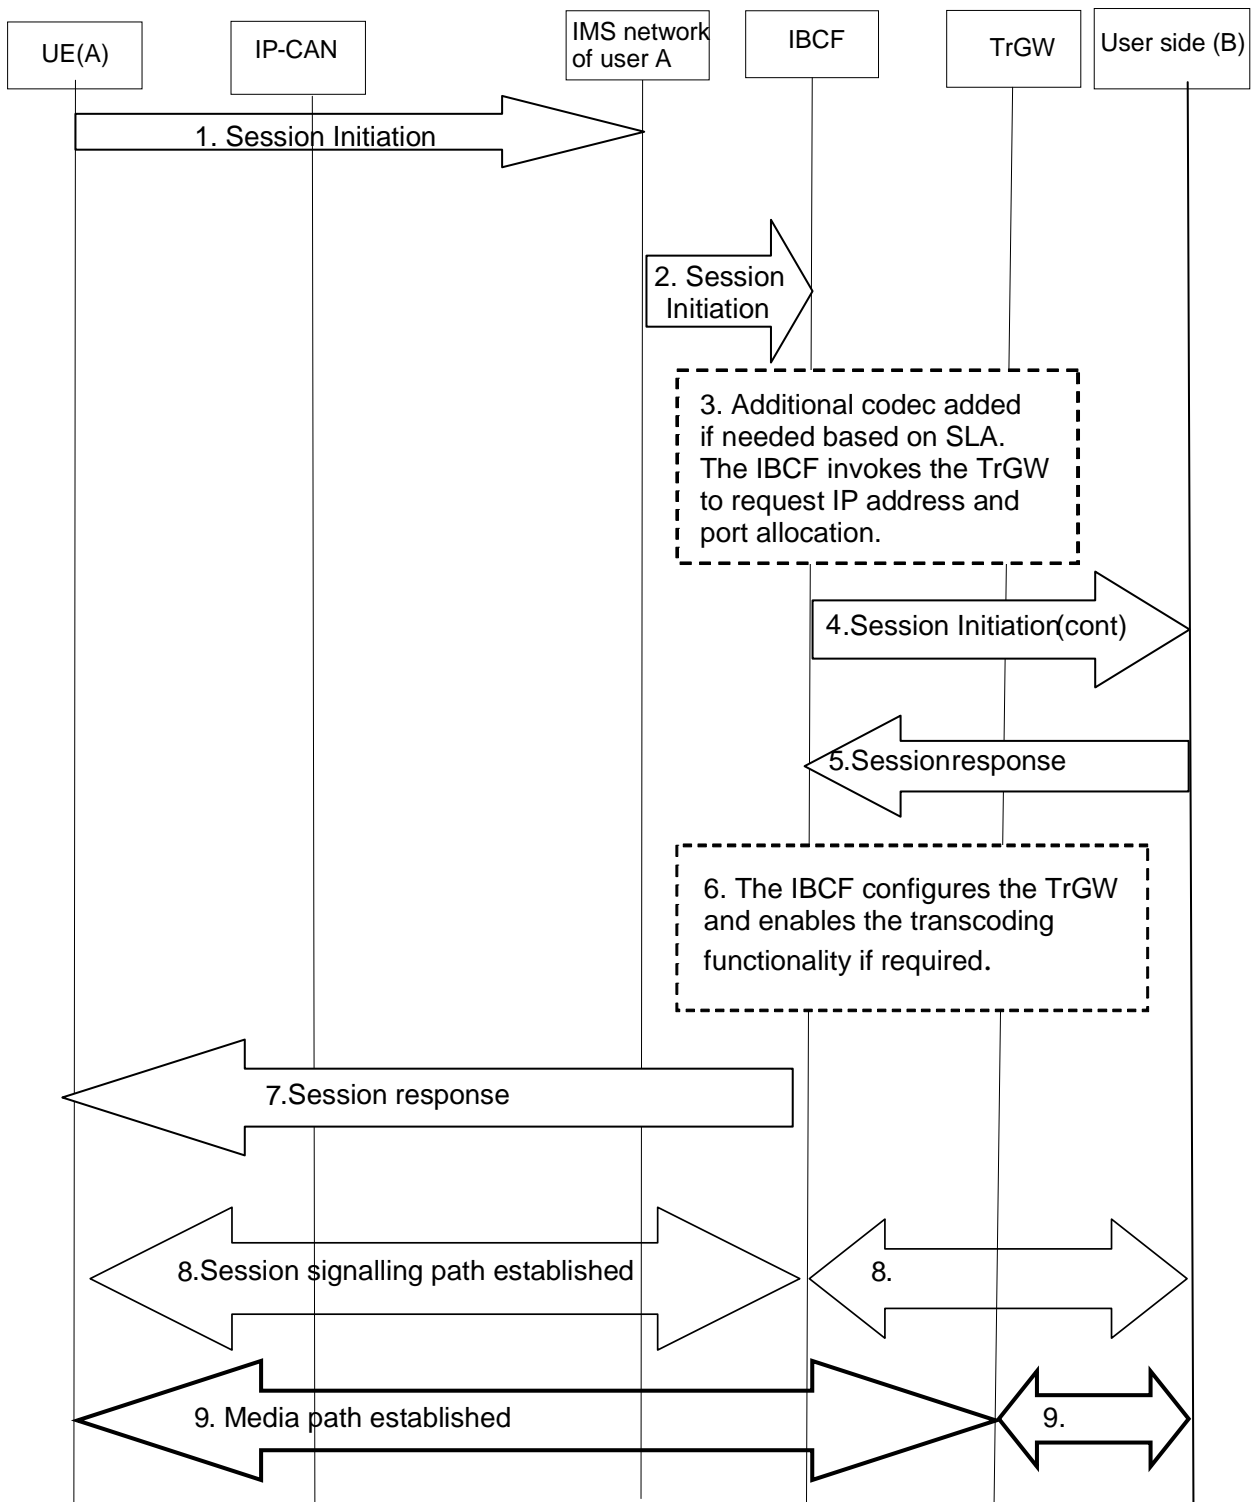 UE(A)
IP-CAN
IMS network
of user A
IBCF
TrGW
User side (B)
1. Session Initiation
2. Session
Initiation
3. Additional codec added
if needed based on SLA.
The IBCF invokes the TrGW
to request IP address and
port allocation.
4.Session Initiation(cont)
5.Sessionresponse
6. The IBCF configures the TrGW
and enables the transcoding
functionality if required.
7.Session response
8.Session signalling path established
8.
9. Media path established
9.